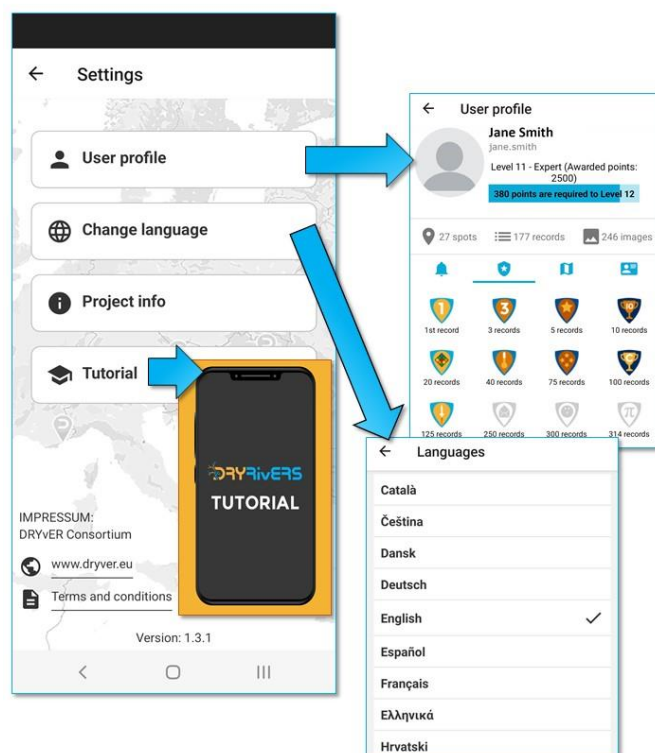 Settings
User profile
Change language
Project info
Tutorial
DRYRivERS
TUTORIAL
IMPRESSUM:
DRYvER Consortium
www.dryver.eu
Terms and conditions
Version: 1.3.1
User profile
Jane Smith
jane.smith
Level 11 - Expert (Awarded points:
2500)
380 points are required to Level 12
27 spots 177 records 246 images
1 3 10
1st record 3 records 5 records 10 records
20 records 40 records 75 records 100 records
π
125 records 250 records 300 records 314 records
Languages
Català
Čeština
Dansk
Deutsch
English
Español
Français
Ελληνικά
Hrvatski